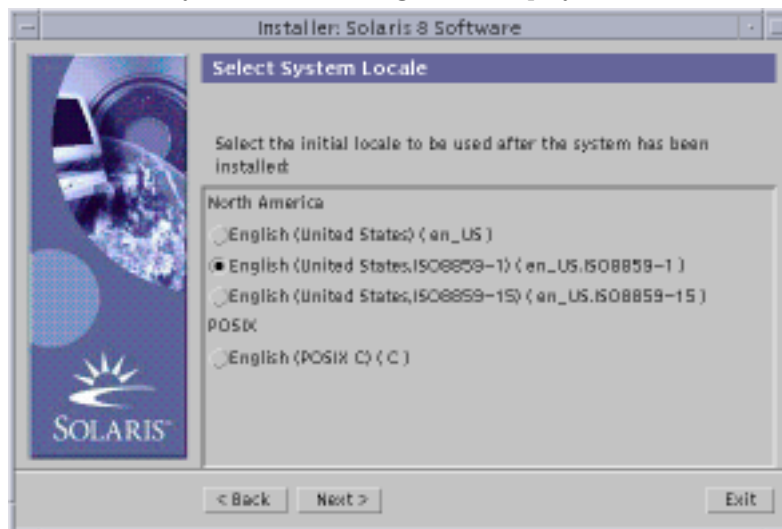 Installer: Solaris 8 Software
Select System Locale
Select the initial locale to be used after the system has been
installed:
North America
English (United States) ( en_US )
English (United States,ISO8859-1) ( en_US.ISO8859-1 )
English (United States,ISO8859-15) ( en_US.ISO8859-15 )
POSIX
English (POSIX C) ( C )
SOLARIS™
< Back Next > Exit